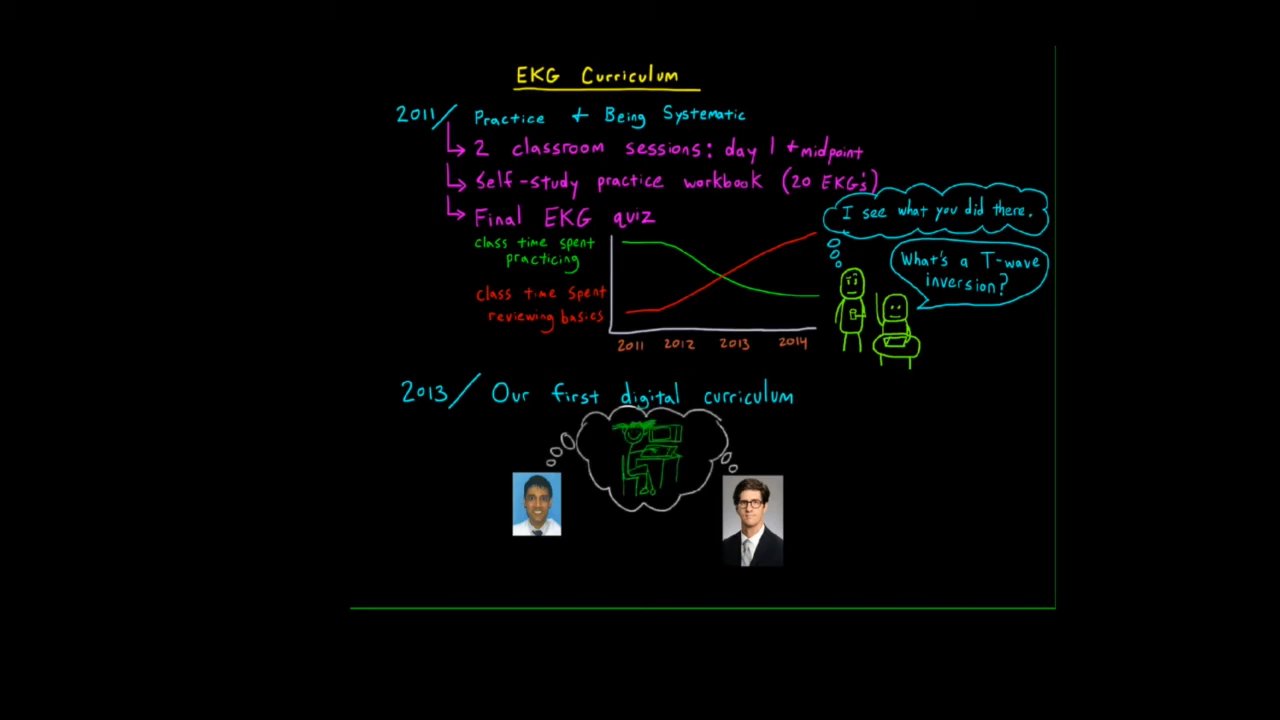 EKG Curriculum
2011/ Practice + Being Systematic
2 classroom sessions: day 1 + midpoint
Self-study practice workbook (20 EKG's)
Final EKG quiz
I see what you did there.
What's a T-wave
inversion?
class time spent
practicing
class time spent
reviewing basics
2011 2012 2013 2014
2013/ Our first digital curriculum